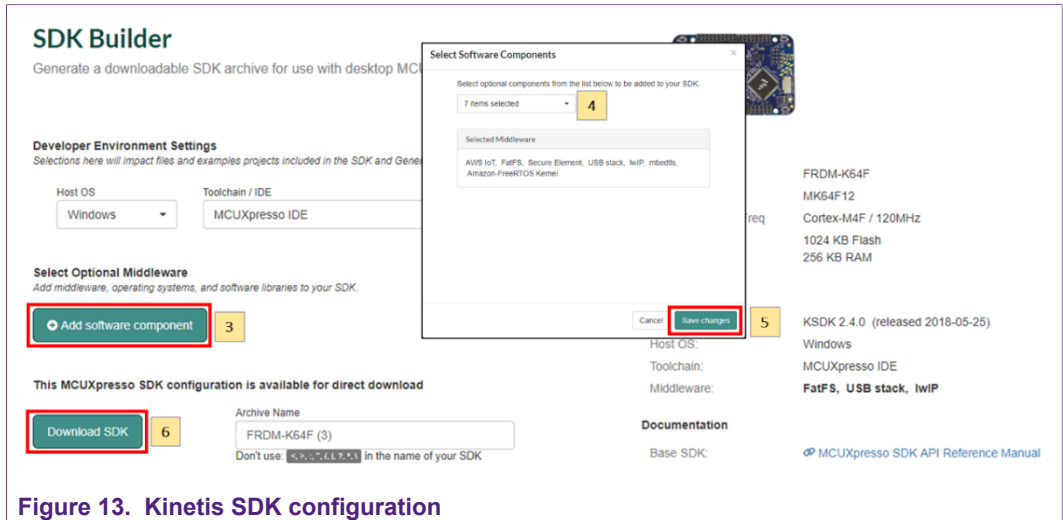 SDK Builder
Generate a downloadable SDK archive for use with desktop MCU
Developer Environment Settings
Selections here will impact files and examples projects included in the SDK and Gene
Host OS
Toolchain / IDE
Windows
MCUXpresso IDE
Select Optional Middleware
Add middleware, operating systems, and software libraries to your SDK.
Add software component
3
This MCUXpresso SDK configuration is available for direct download
Download SDK
6
Archive Name
FRDM-K64F (3)
Don't use:
in the name of your SDK
Select Software Components
×
Select optional components from the list below to be added to your SDK.
7 items selected
4
Selected Middleware
AWS IoT, FatFS, Secure Element, USB stack, lwIP, mbedtls,
Amazon-FreeRTOS Kernel
Cancel
Save changes
5
FRDM-K64F
MK64F12
req
Cortex-M4F / 120MHz
1024 KB Flash
256 KB RAM
KSDK 2.4.0 (released 2018-05-25)
Host OS:
Windows
Toolchain:
MCUXpresso IDE
Middleware:
FatFS, USB stack, lwIP
Documentation
Base SDK:
MCUXpresso SDK API Reference Manual
Figure 13. Kinetis SDK configuration